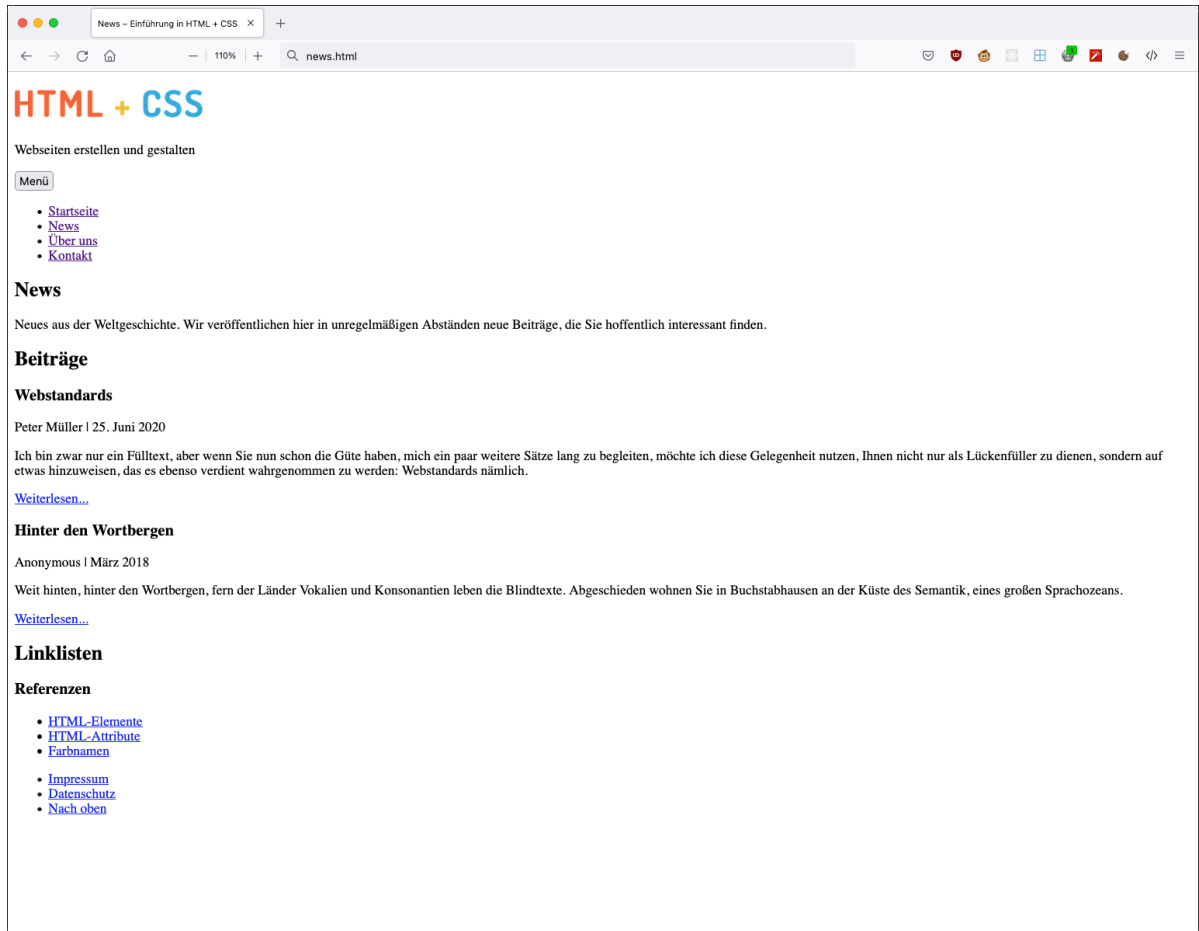 News – Einführung in HTML + CSS
110%
news.html
1
HTML + CSS
Webseiten erstellen und gestalten
Menü
Startseite
News
Über uns
Kontakt
News
Neues aus der Weltgeschichte. Wir veröffentlichen hier in unregelmäßigen Abständen neue Beiträge, die Sie hoffentlich interessant finden.
Beiträge
Webstandards
Peter Müller | 25. Juni 2020
Ich bin zwar nur ein Fülltext, aber wenn Sie nun schon die Güte haben, mich ein paar weitere Sätze lang zu begleiten, möchte ich diese Gelegenheit nutzen, Ihnen nicht nur als Lückenfüller zu dienen, sondern auf
etwas hinzuweisen, das es ebenso verdient wahrgenommen zu werden: Webstandards nämlich.
Weiterlesen...
Hinter den Wortbergen
Anonymous | März 2018
Weit hinten, hinter den Wortbergen, fern der Länder Vokalien und Konsonantien leben die Blindtexte. Abgeschieden wohnen Sie in Buchstabhausen an der Küste des Semantik, eines großen Sprachozeans.
Weiterlesen...
Linklisten
Referenzen
HTML-Elemente
HTML-Attribute
Farbnamen
Impressum
Datenschutz
Nach oben